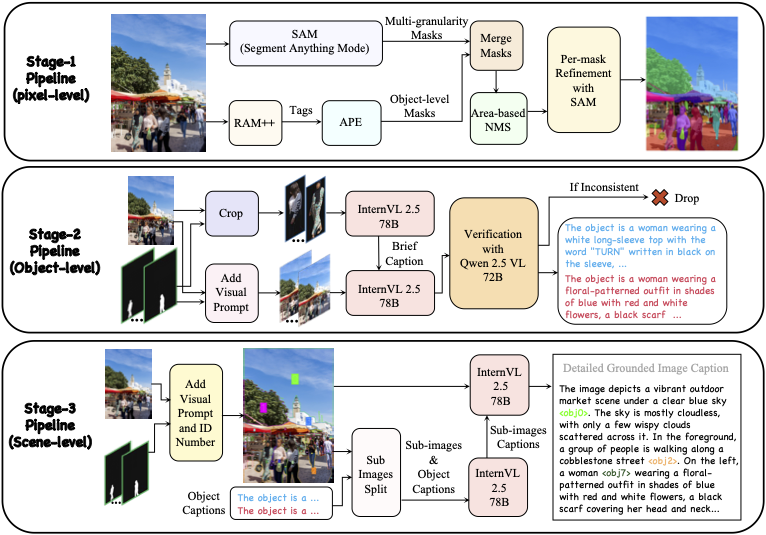 Stage-1
Pipeline
(pixel-level)
SAM
(Segment Anything Mode)
Multi-granularity
Masks
Merge
Masks
Per-mask
Refinement
with
SAM
RAM++
Tags
APE
Object-level
Masks
Area-based
NMS
Stage-2
Pipeline
(Object-level)
Crop
InternVL 2.5
78B
Brief
Caption
Add
Visual
Prompt
InternVL 2.5
78B
Verification
with
Qwen 2.5 VL
72B
If Inconsistent
Drop
The object is a woman wearing a
white long-sleeve top with the
word "TURN" written in black on
the sleeve, ...
The object is a woman wearing a
floral-patterned outfit in shades
of blue with red and white
flowers, a black scarf ...
Stage-3
Pipeline
(Scene-level)
Add
Visual
Prompt
and ID
Number
Object
Captions
The object is a ...
The object is a ...
Sub
Images
Split
Sub-images
&
Object
Captions
InternVL
2.5
78B
Sub-images
Captions
InternVL
2.5
78B
Detailed Grounded Image Caption
The image depicts a vibrant outdoor
market scene under a clear blue sky
<obj0>. The sky is mostly cloudless,
with only a few wispy clouds
scattered across it. In the foreground,
a group of people is walking along a
cobblestone street <obj2>. On the left,
a woman <obj7> wearing a floral-
patterned outfit in shades of blue
with red and white flowers, a black
scarf covering her head and neck...